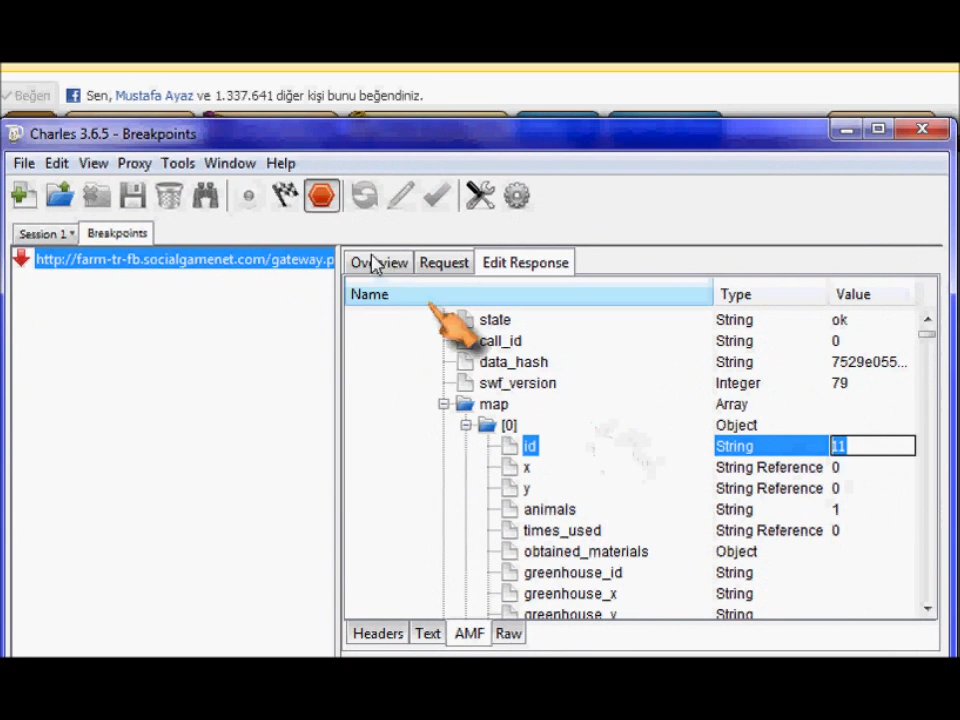 Beğen Sen, Mustafa Ayaz ve 1.337.641 diğer kişi bunu beğendiniz.
Charles 3.6.5 - Breakpoints
File Edit View Proxy Tools Window Help
Session 1 * Breakpoints
http://farm-tr-fb.socialgamenet.com/gateway.p
Overview Request Edit Response
Name Type Value
state String ok
call_id String 0
data_hash String 7529e055...
swf_version Integer 79
map Array
[0] Object
id String 11
x String Reference 0
y String Reference 0
animals String 1
times_used String Reference 0
obtained_materials Object
greenhouse_id String
greenhouse_x String
greenhouse_y String
Headers Text AMF Raw